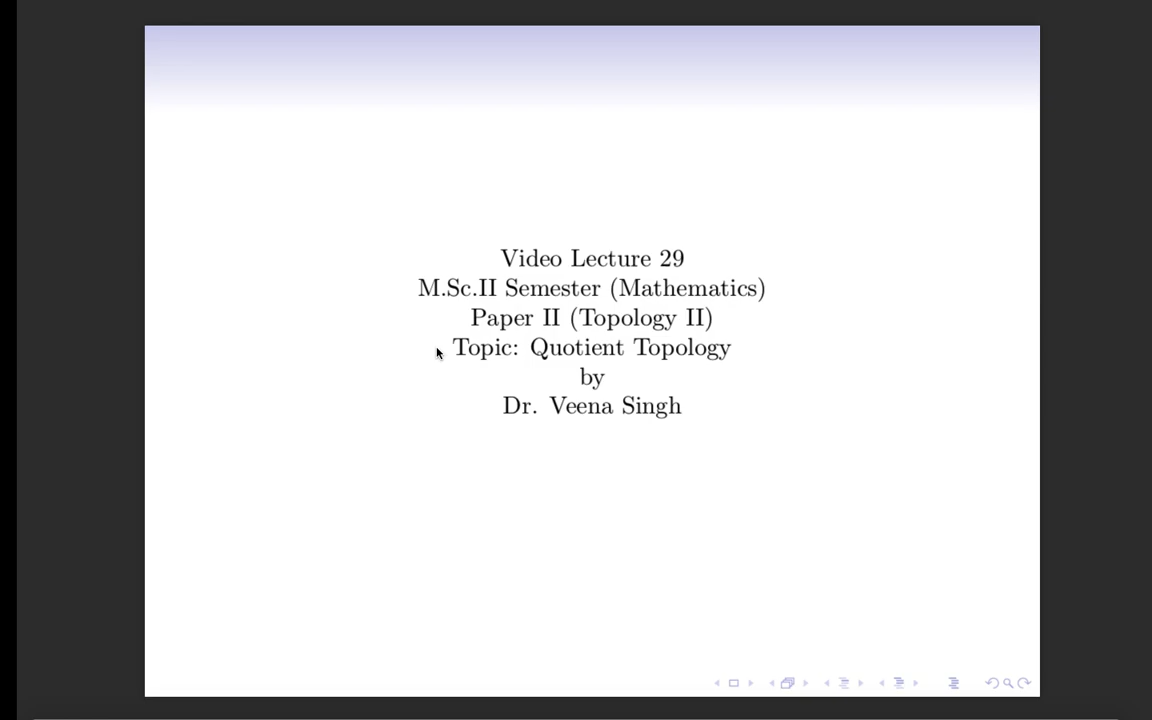 Video Lecture 29
M.Sc.II Semester (Mathematics)
Paper II (Topology II)
Topic: Quotient Topology
by
Dr. Veena Singh